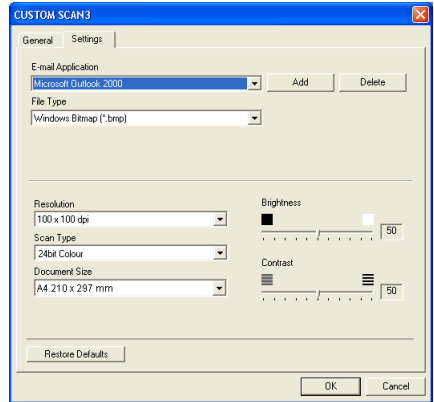 CUSTOM SCAN3
General Settings
E-mail Application
Microsoft Outlook 2000 Add Delete
File Type
Windows Bitmap (*.bmp)
Resolution Brightness
100 x 100 dpi
50
Scan Type
24bit Colour
Contrast
Document Size
A4 210 x 297 mm
50
Restore Defaults
OK Cancel